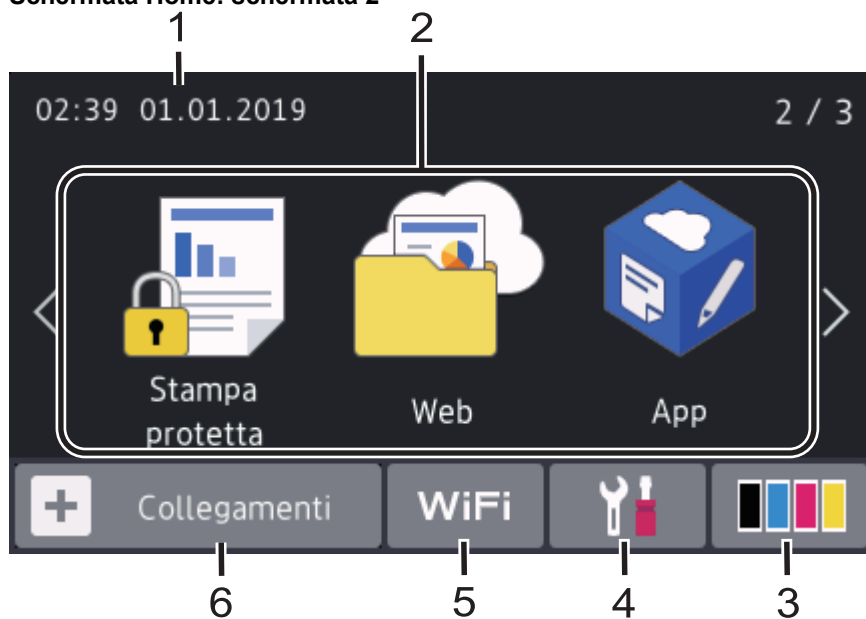 Schermata Home: schermata 2
1
2
02:39 01.01.2019
2 / 3
Stampa
protetta
Web
App
Collegamenti
WiFi
6
5
4
3